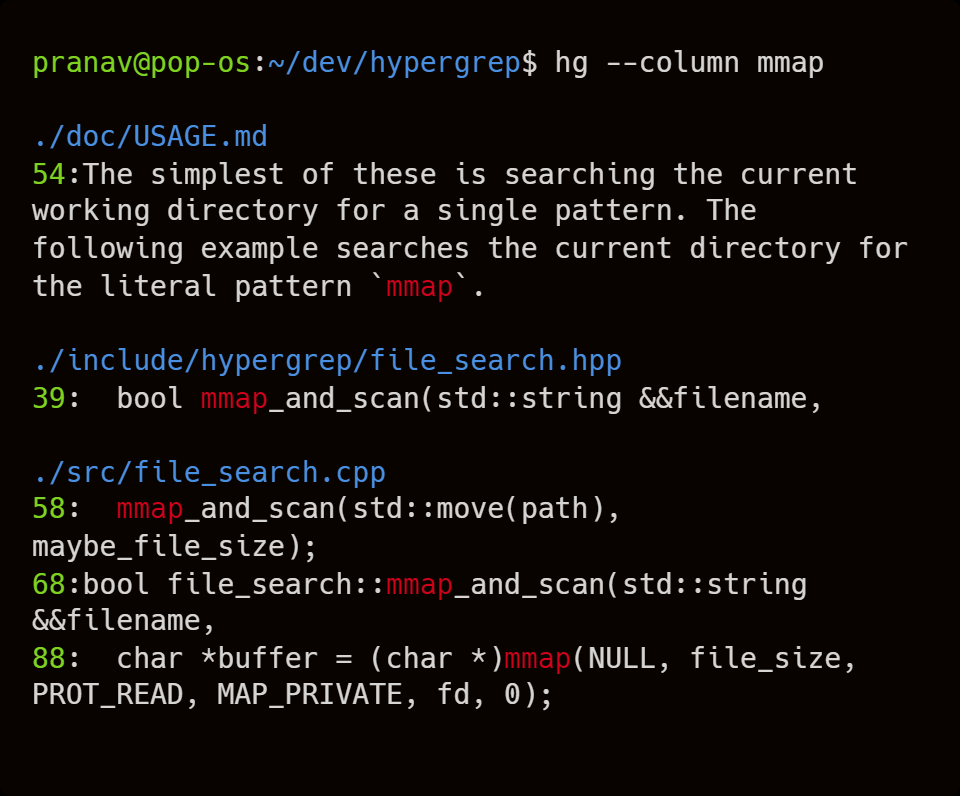 pranav@pop-os:~/dev/hypergrep$ hg --column mmap
./doc/USAGE.md
54:The simplest of these is searching the current
working directory for a single pattern. The
following example searches the current directory for
the literal pattern `mmap`.
./include/hypergrep/file_search.hpp
39:  bool mmap_and_scan(std::string &&filename,
./src/file_search.cpp
58:  mmap_and_scan(std::move(path),
maybe_file_size);
68:bool file_search::mmap_and_scan(std::string
&&filename,
88:  char *buffer = (char *)mmap(NULL, file_size,
PROT_READ, MAP_PRIVATE, fd, 0);